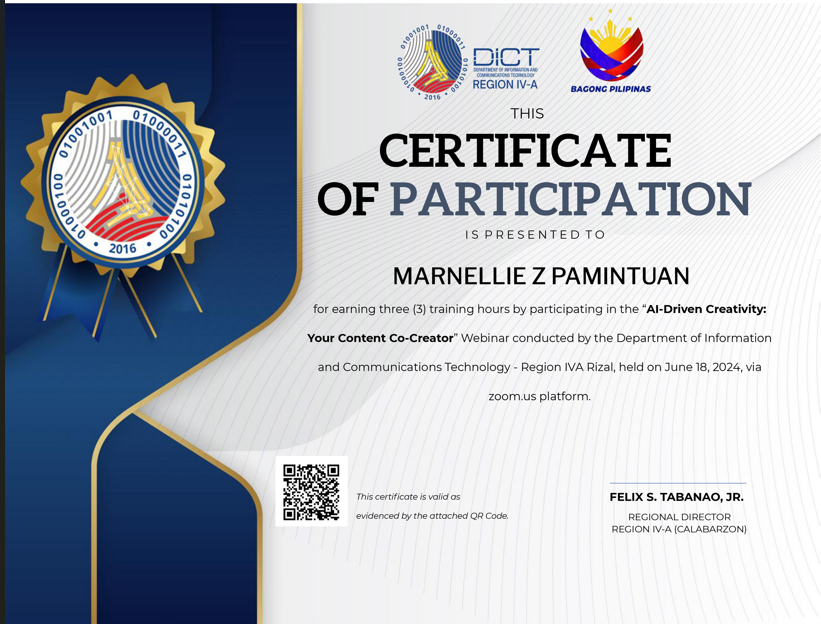 01001001 01000011
01000100 01010100
• 2016 •
01001001 01000011
01000100 01010100
• 2016 •
DICT
DEPARTMENT OF INFORMATION AND
COMMUNICATIONS TECHNOLOGY
REGION IV-A
BAGONG PILIPINAS
THIS
CERTIFICATE
OF PARTICIPATION
IS PRESENTED TO
MARNELLIE Z PAMINTUAN
for earning three (3) training hours by participating in the “AI-Driven Creativity:
Your Content Co-Creator” Webinar conducted by the Department of Information
and Communications Technology - Region IVA Rizal, held on June 18, 2024, via
zoom.us platform.
This certificate is valid as
evidenced by the attached QR Code.
FELIX S. TABANAO, JR.
REGIONAL DIRECTOR
REGION IV-A (CALABARZON)